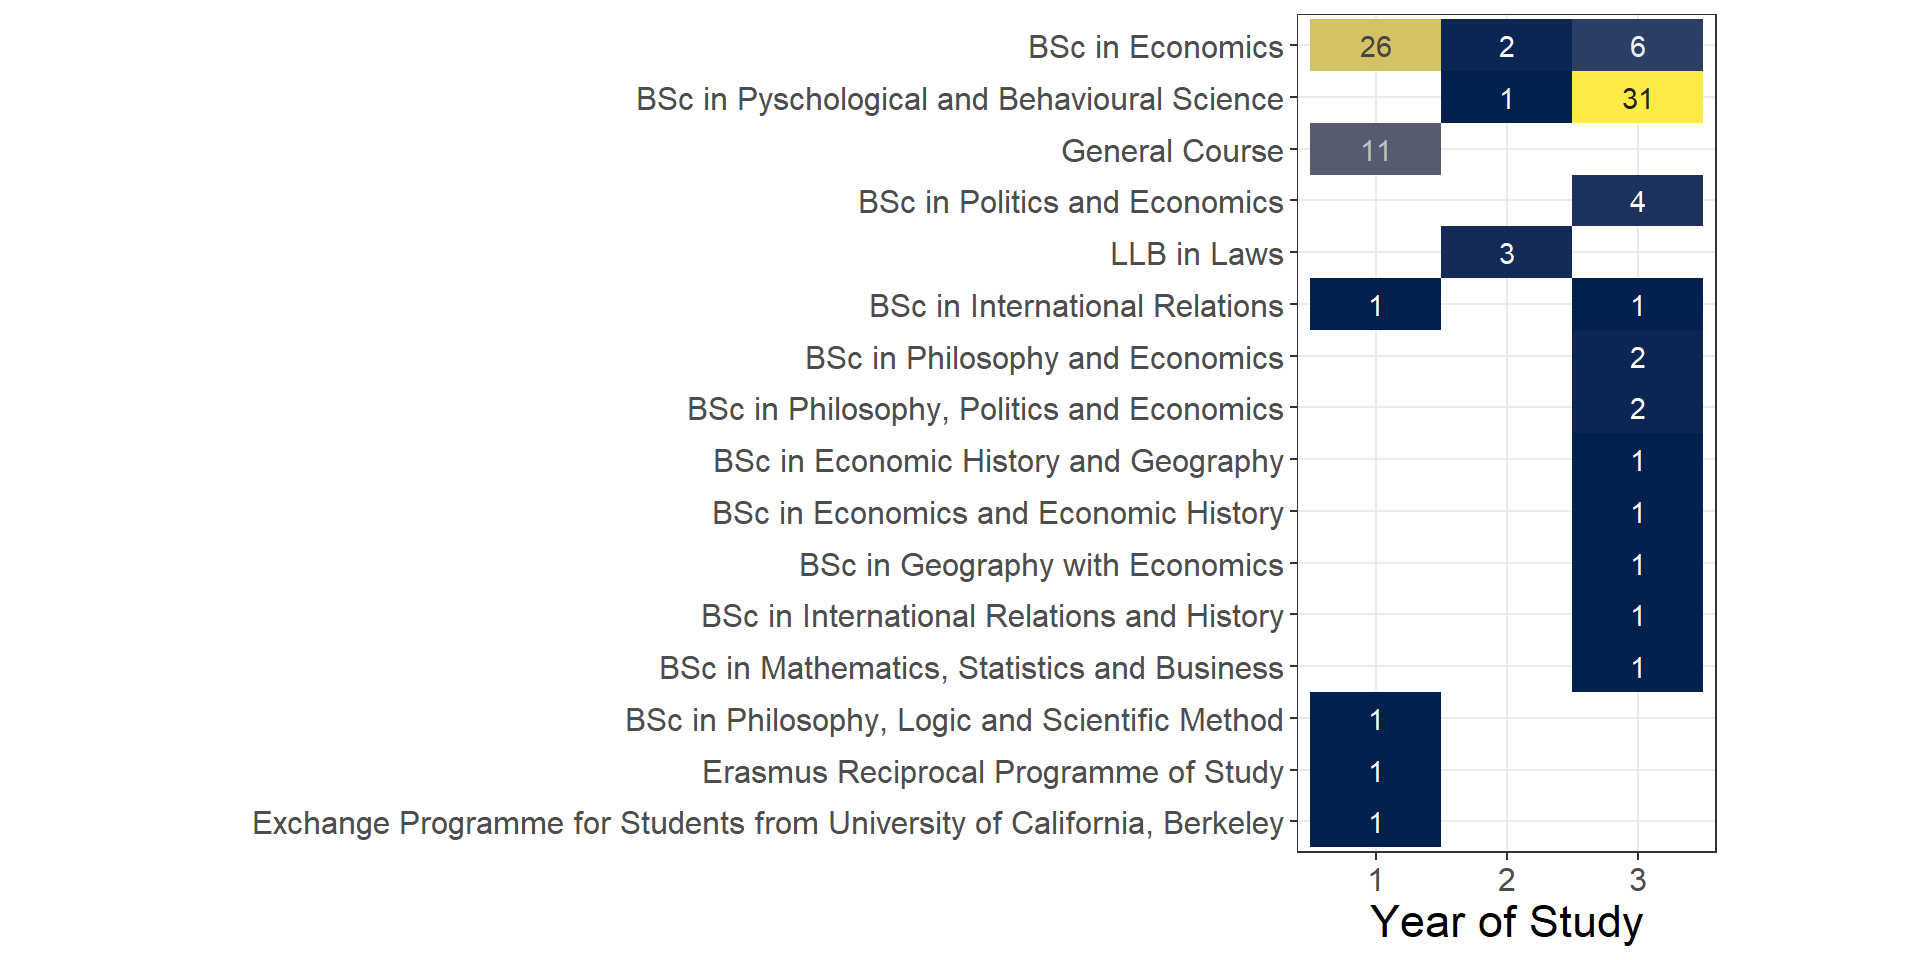 BSc in Economics 26 2 6
BSc in Pyschological and Behavioural Science 1 31
General Course 11
BSc in Politics and Economics 4
LLB in Laws 3
BSc in International Relations 1 1
BSc in Philosophy and Economics 2
BSc in Philosophy, Politics and Economics 2
BSc in Economic History and Geography 1
BSc in Economics and Economic History 1
BSc in Geography with Economics 1
BSc in International Relations and History 1
BSc in Mathematics, Statistics and Business 1
BSc in Philosophy, Logic and Scientific Method 1
Erasmus Reciprocal Programme of Study 1
Exchange Programme for Students from University of California, Berkeley 1
1 2 3
Year of Study